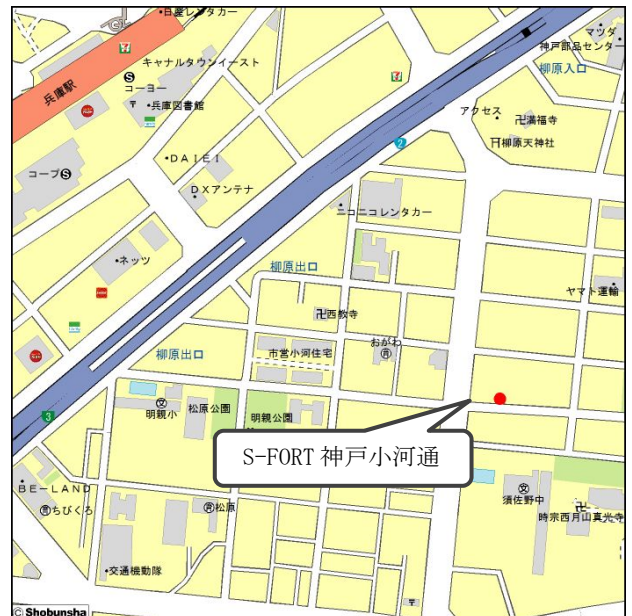 日産レンタカー
マツダ
神戸部品センター
キャナルタウンイースト
柳原入口
兵庫駅
コーヨー
アクセス
兵庫図書館
卍満福寺
2
柳原天神社
DAIEI
コープ
DXアンテナ
ニコニコレンタカー
ネッツ
柳原出口
ヤマト運輸
卍西教寺
おがわ
市営小河住宅
柳原出口
文
明親小
松原公園
明親公園
3
S-FORT 神戸小河通
BE-LAND
文
須佐野中
ちびくろ
松原
卍
時宗西月山真光寺
交通機動隊
© Shobunsha